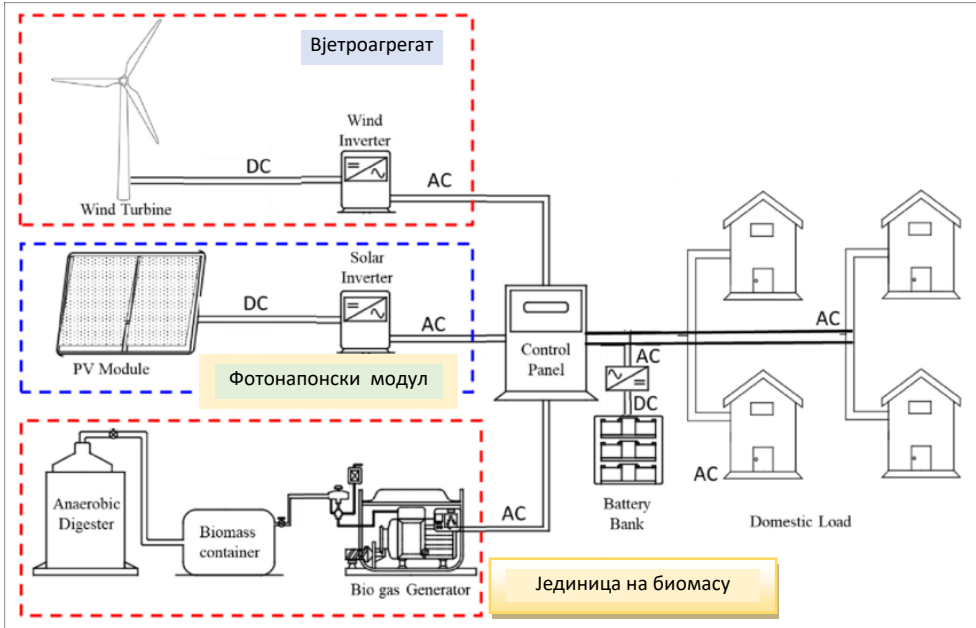 Вјетроагрегат
Wind
Inverter
DC
AC
Wind Turbine
Solar
Inverter
DC
AC
PV Module
Фотонапонски модул
Control
Panel
AC
AC
DC
Battery
Bank
AC
Domestic Load
Anaerobic
Digester
Biomass
container
AC
Bio gas Generator
Јединица на биомасу